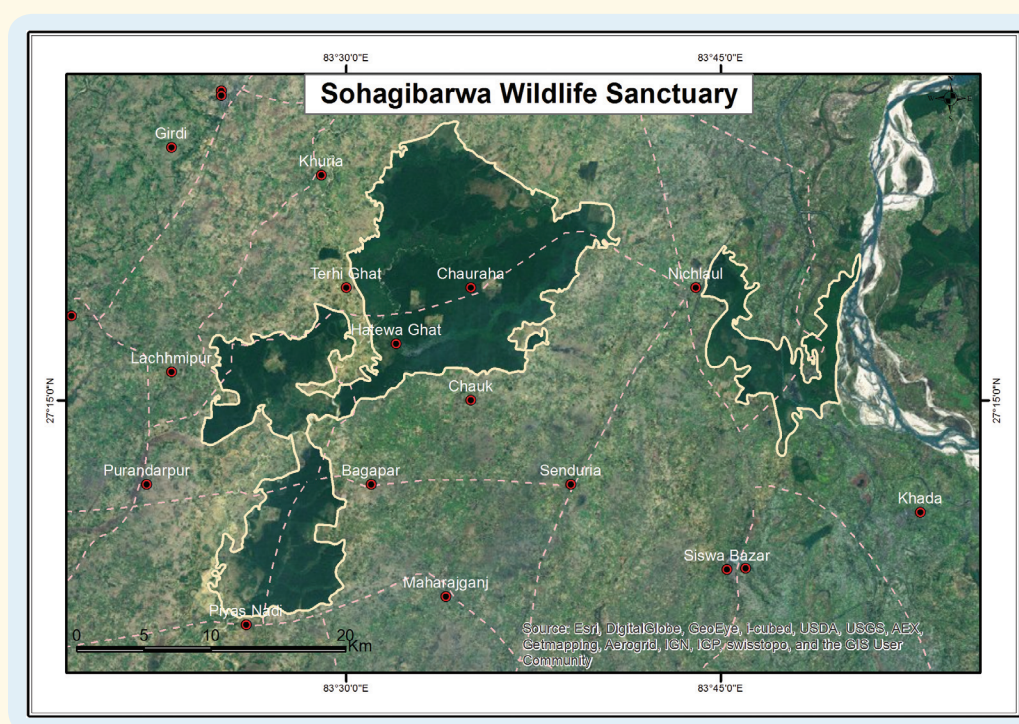 83°30'0"E
83°45'0"E
Sohagibarwa Wildlife Sanctuary
Girdi
Khuria
Terhi Ghat
Chauraha
Nichlaul
Hatewa Ghat
Lachhmipur
Chauk
27°15'0"N
27°15'0"N
Purandarpur
Bagapar
Senduria
Khada
Siswa Bazar
Maharajganj
Piyas Nadi
0 5 10 20
Km
Source: Esri, DigitalGlobe, GeoEye, i-cubed, USDA, USGS, AEX,
Getmapping, Aerogrid, IGN, IGP, swisstopo, and the GIS User
Community
83°30'0"E
83°45'0"E